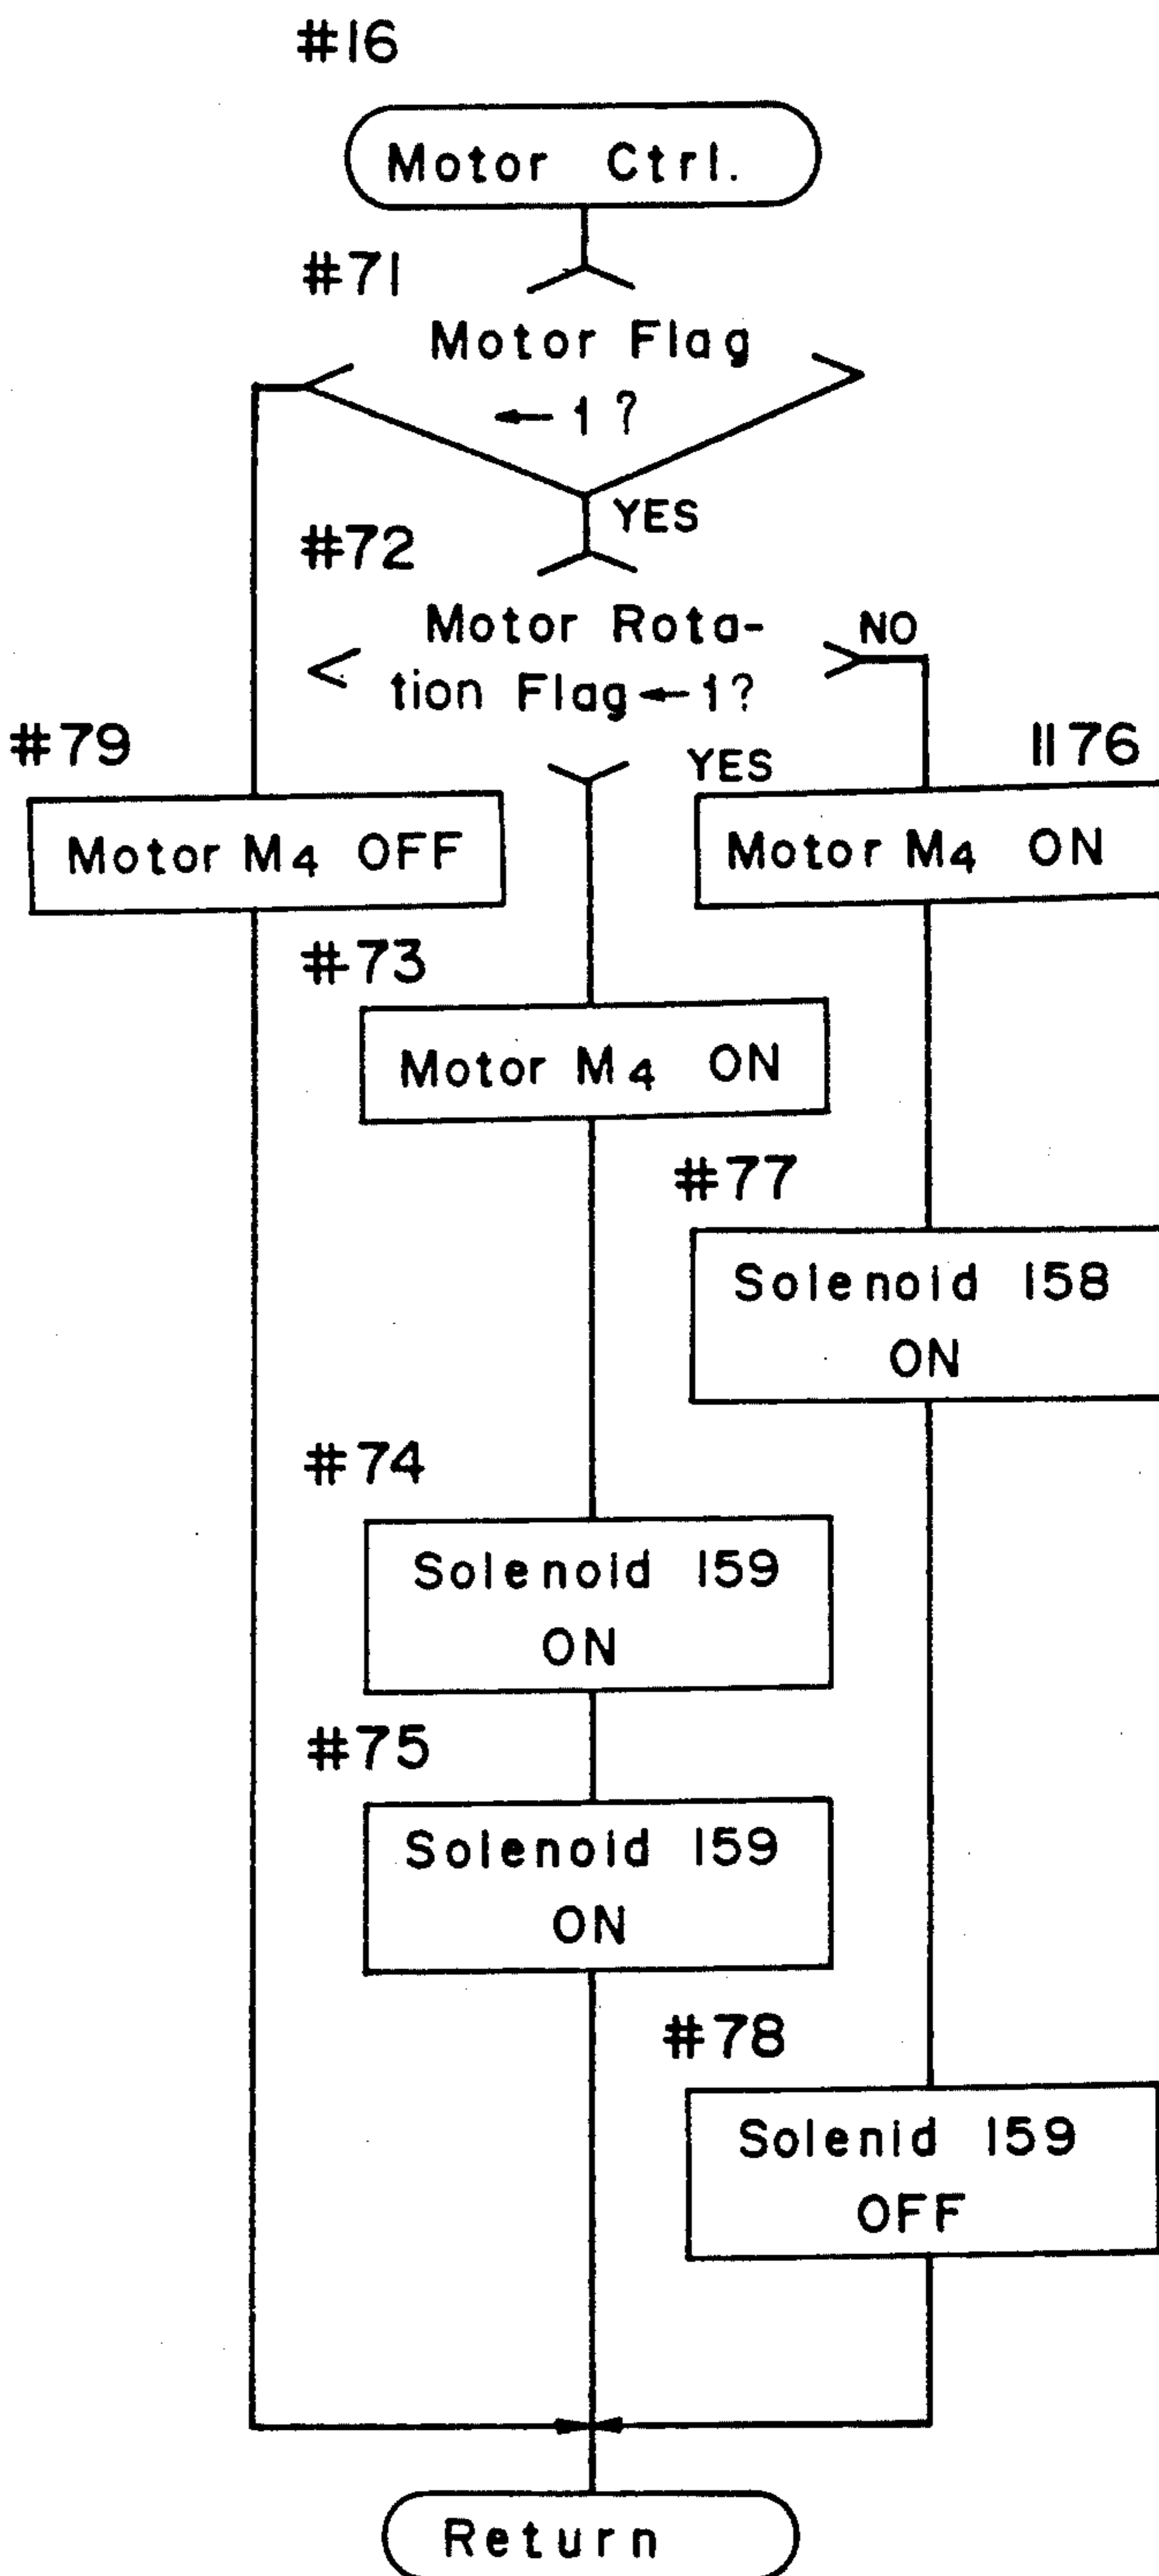 #16
Motor Ctrl.
#71
Motor Flag
← 1 ?
YES
#72
Motor Rota-
NO
tion Flag ← 1?
#79
YES
II 76
Motor M4 OFF
Motor M4 ON
#73
Motor M4 ON
#77
Solenoid 158
ON
#74
Solenoid 159
ON
#75
Solenoid 159
ON
#78
Solenid 159
OFF
Return